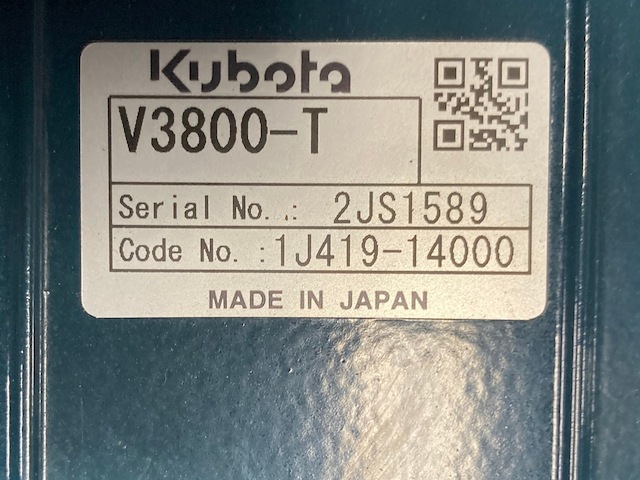 Kubota
V3800-T
Serial No. : 2JS1589
Code No. : 1J419-14000
MADE IN JAPAN